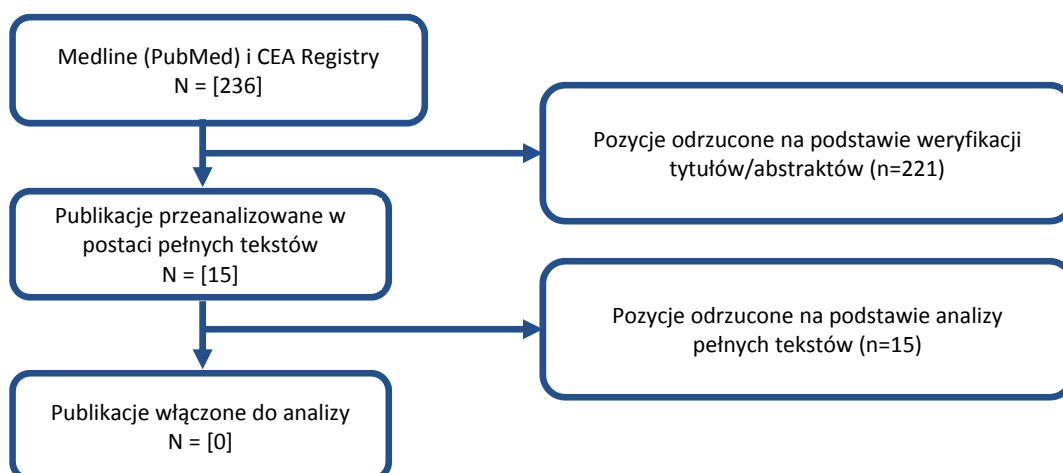 Medline (PubMed) i CEA Registry
N = [236]
Pozycje odrzucone na podstawie weryfikacji
tytułów/abstraktów (n=221)
Publikacje przeanalizowane w
postaci pełnych tekstów
N = [15]
Pozycje odrzucone na podstawie analizy
pełnych tekstów (n=15)
Publikacje włączone do analizy
N = [0]